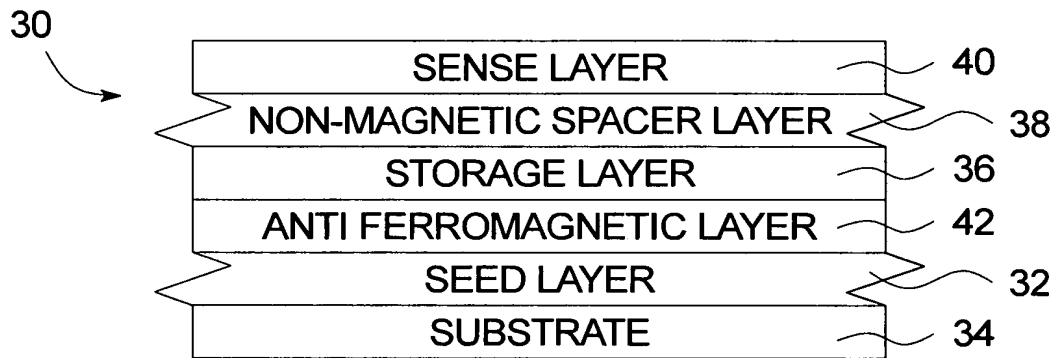 30
SENSE LAYER 40
NON-MAGNETIC SPACER LAYER 38
STORAGE LAYER 36
ANTI FERROMAGNETIC LAYER 42
SEED LAYER 32
SUBSTRATE 34